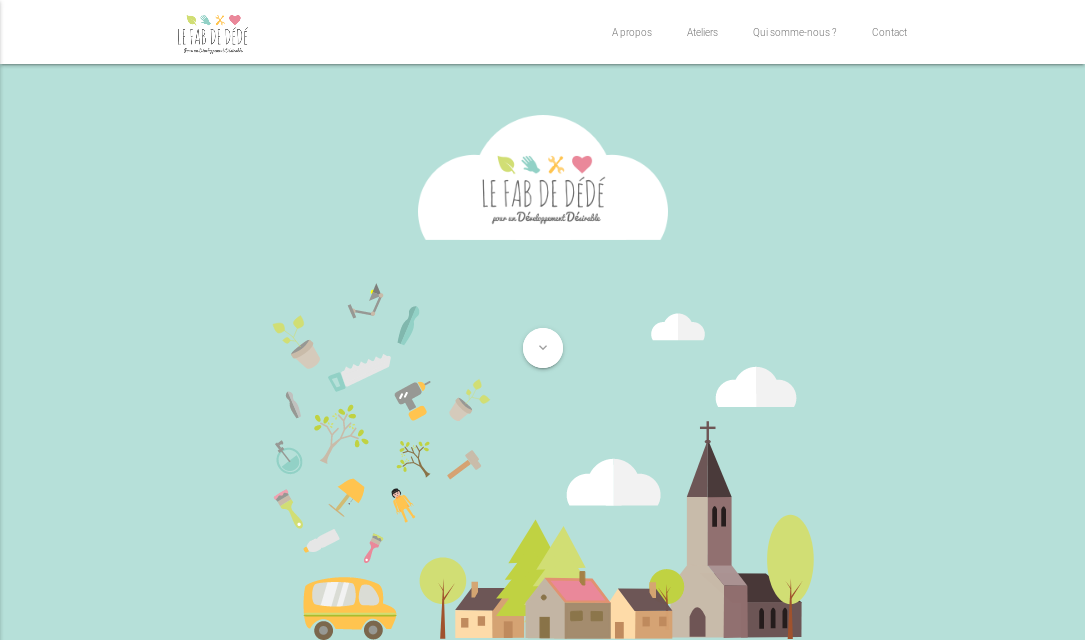 LE FAB DE DÉDÉ
pour un Développement Désirable
A propos
Ateliers
Qui somme-nous ?
Contact
LE FAB DE DÉDÉ
pour un Développement Désirable